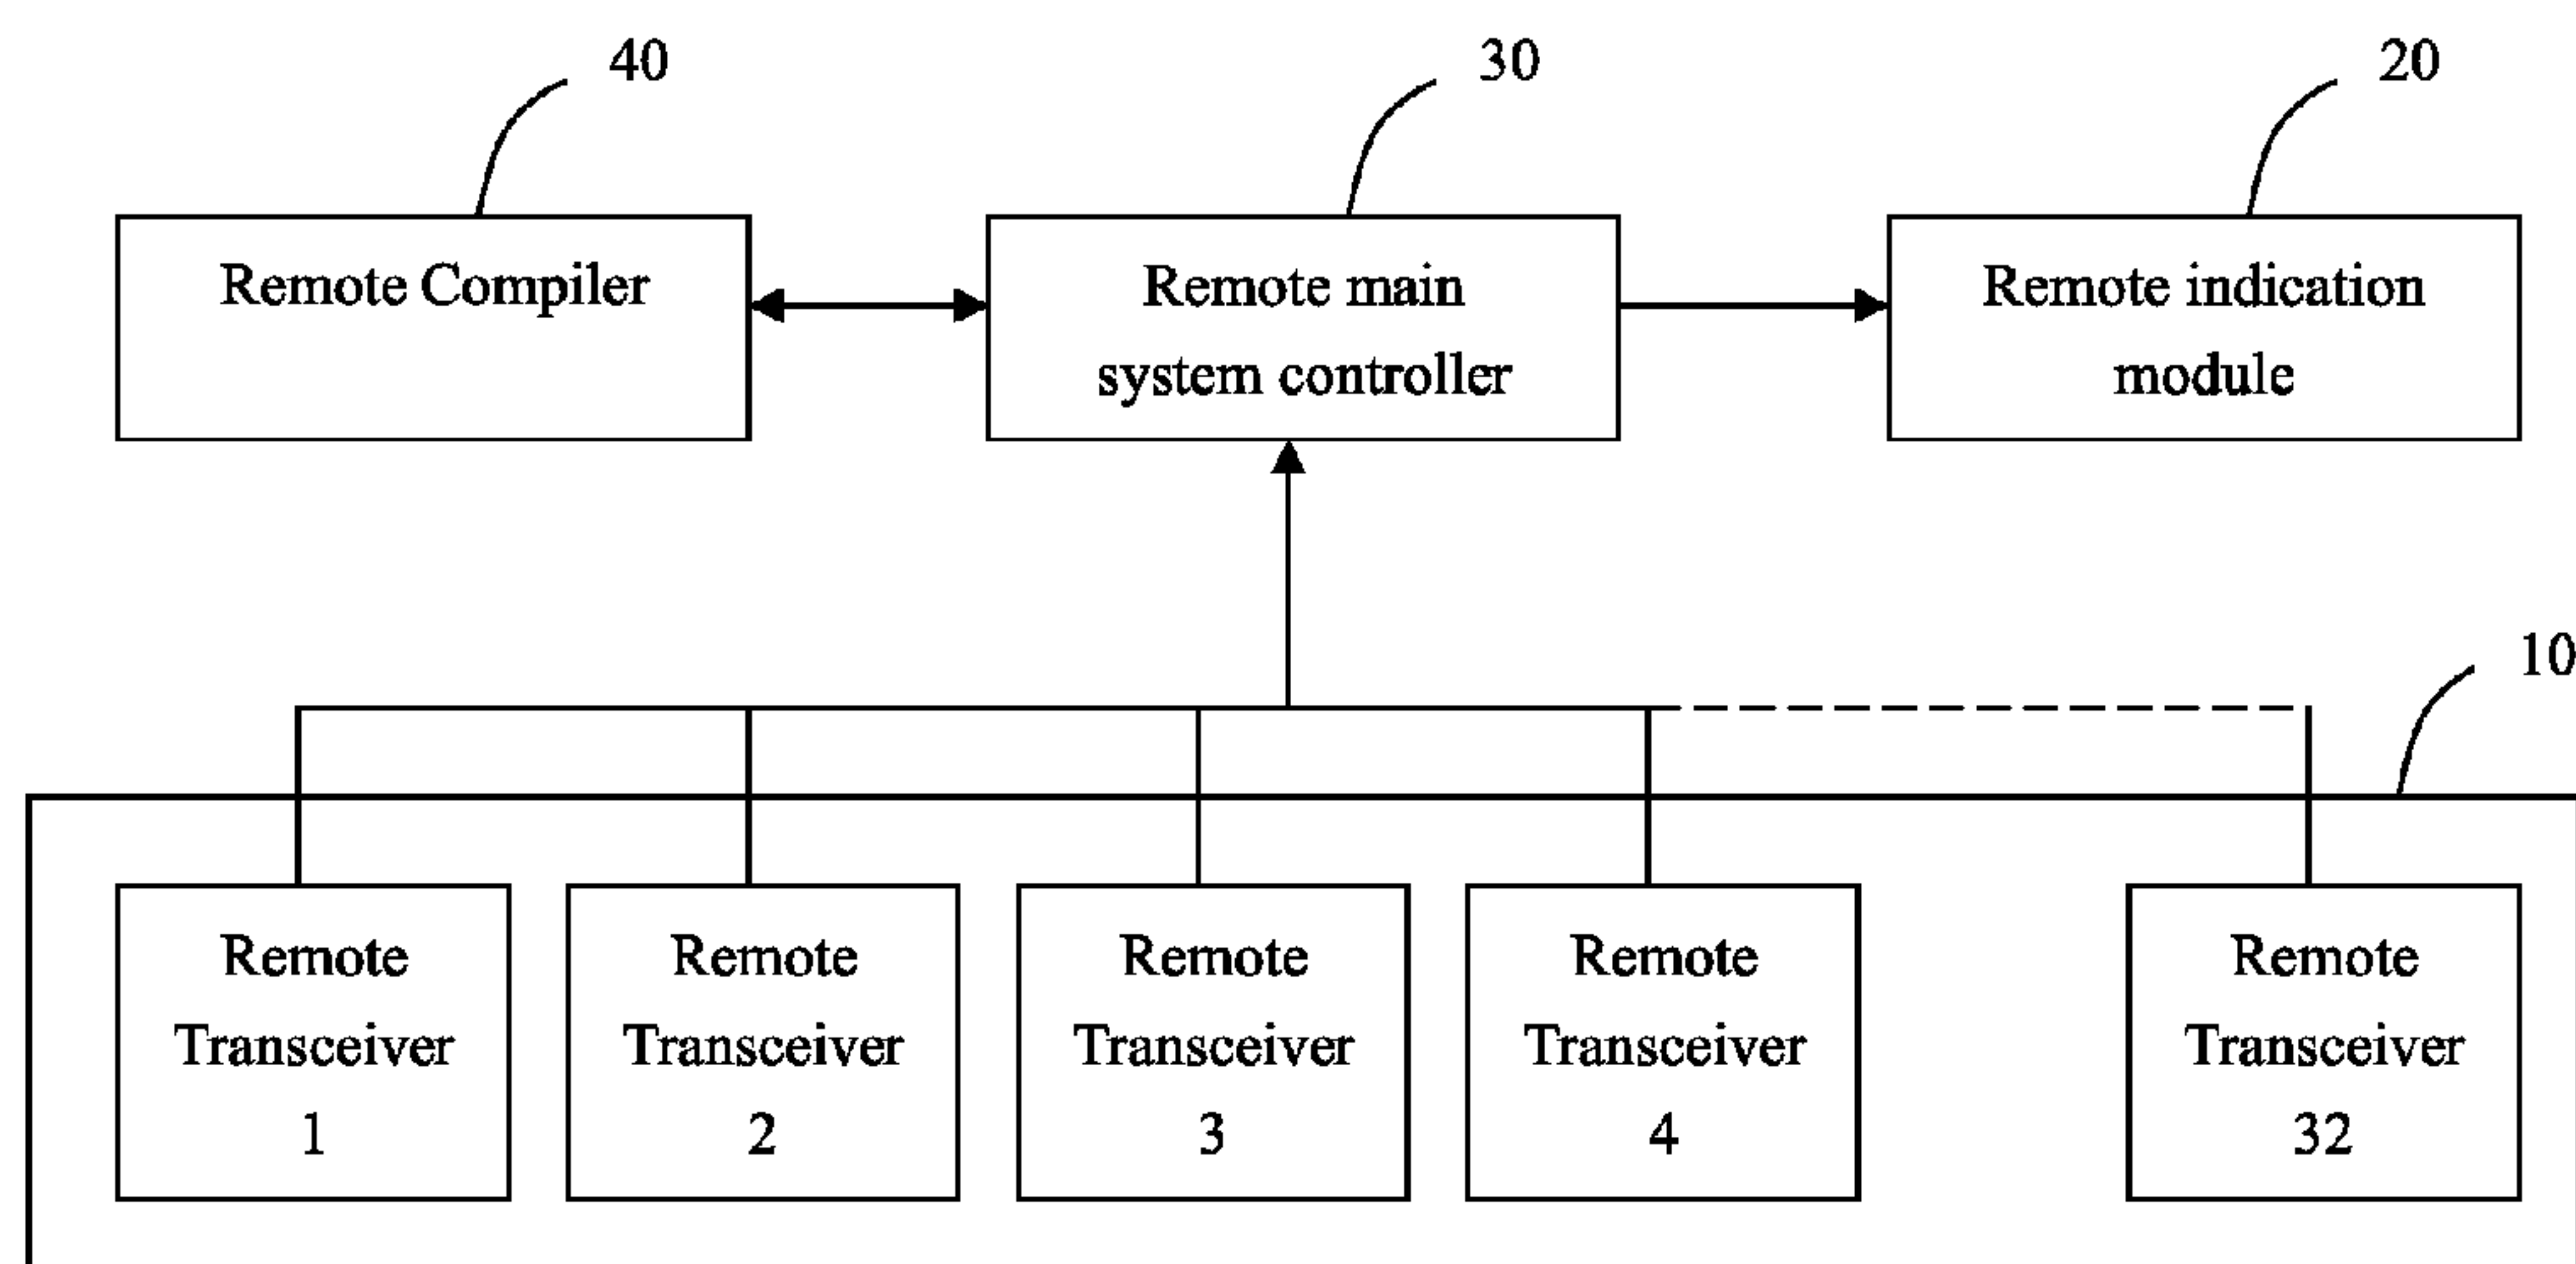 40
30
20
Remote Compiler
Remote main
system controller
Remote indication
module
10
Remote
Transceiver
1
Remote
Transceiver
2
Remote
Transceiver
3
Remote
Transceiver
4
Remote
Transceiver
32